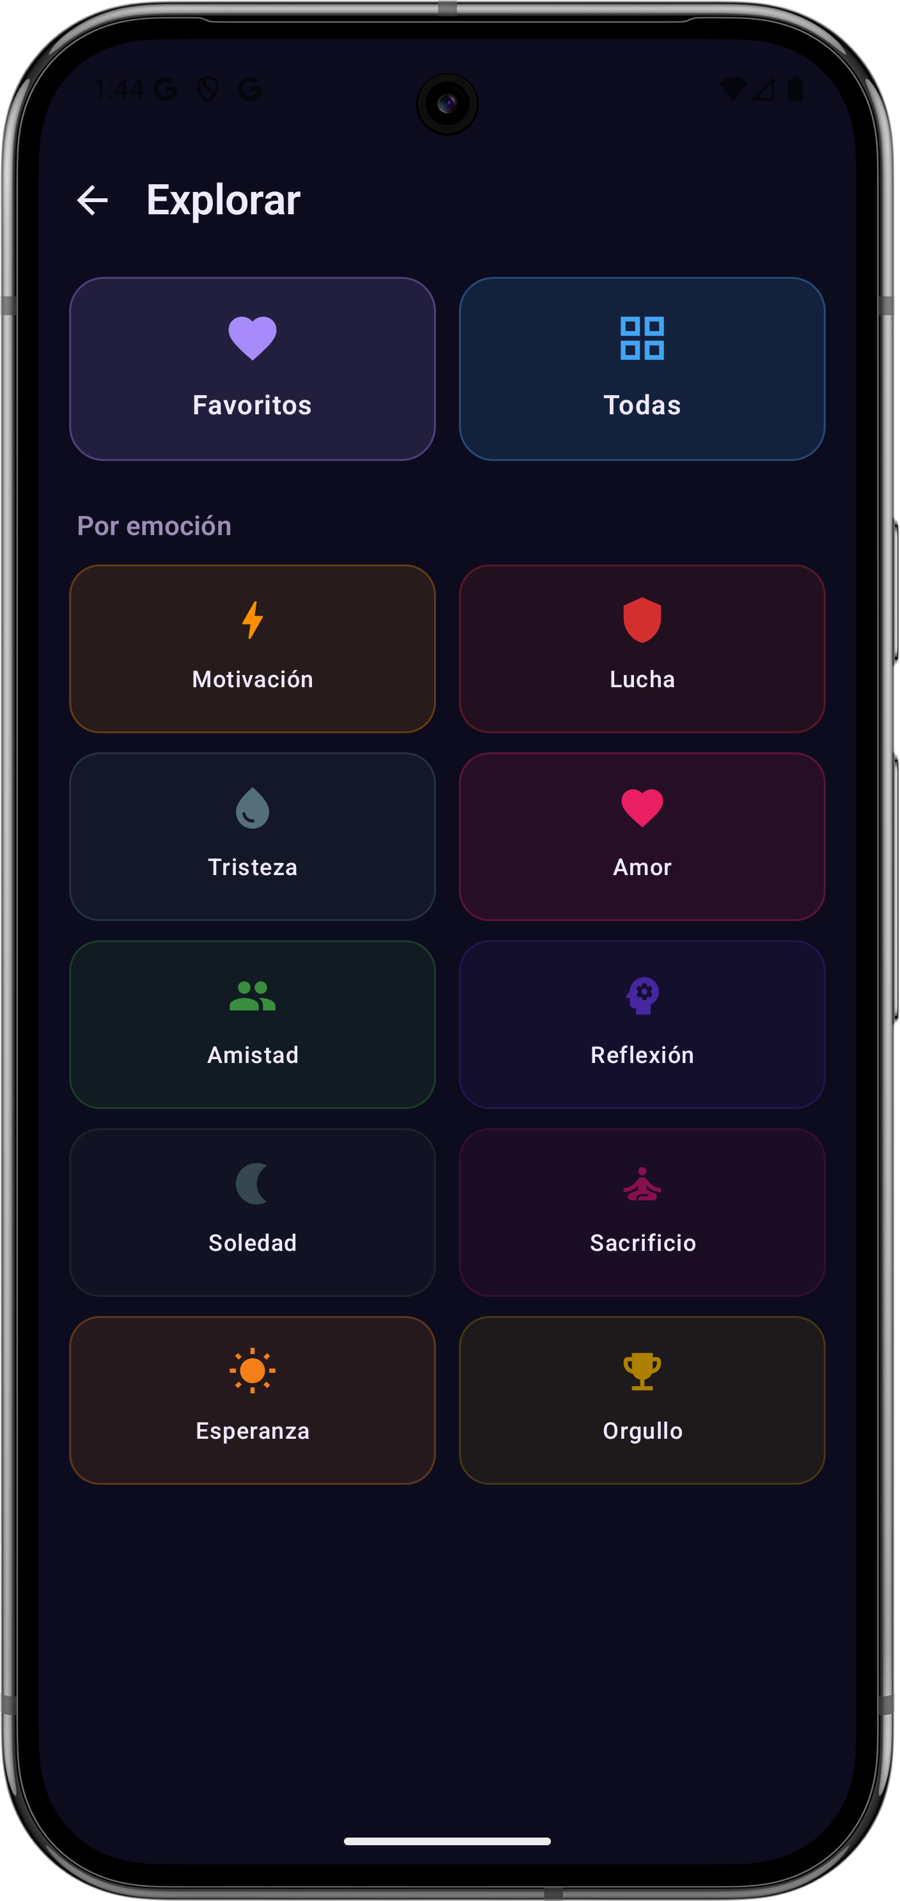 1:44
Explorar
Favoritos
Todas
Por emoción
Motivación
Lucha
Tristeza
Amor
Amistad
Reflexión
Soledad
Sacrificio
Esperanza
Orgullo